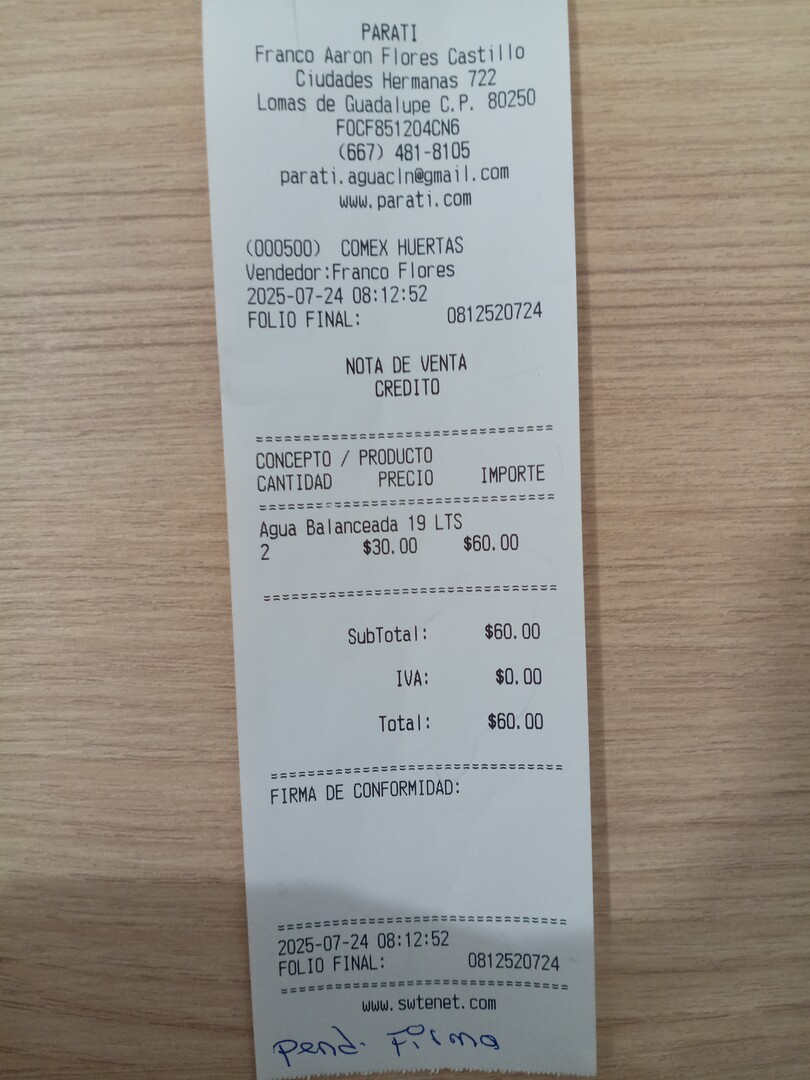 PARATI
Franco Aaron Flores Castillo
Ciudades Hermanas 722
Lomas de Guadalupe C.P. 80250
FOCF851204CN6
(667) 481-8105
parati.aguacln@gmail.com
www.parati.com
(000500) COMEX HUERTAS
Vendedor:Franco Flores
2025-07-24 08:12:52
FOLIO FINAL: 0812520724
NOTA DE VENTA
CREDITO
==================================
CONCEPTO / PRODUCTO
CANTIDAD PRECIO IMPORTE
==================================
Agua Balanceada 19 LTS
2 $30.00 $60.00
==================================
SubTotal: $60.00
IVA: $0.00
Total: $60.00
==================================
FIRMA DE CONFORMIDAD:
==================================
2025-07-24 08:12:52
FOLIO FINAL: 0812520724
==================================
www.swtenet.com
pend. Firma